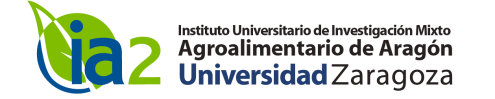 ia2
Instituto Universitario de Investigación Mixto
Agroalimentario de Aragón
Universidad Zaragoza